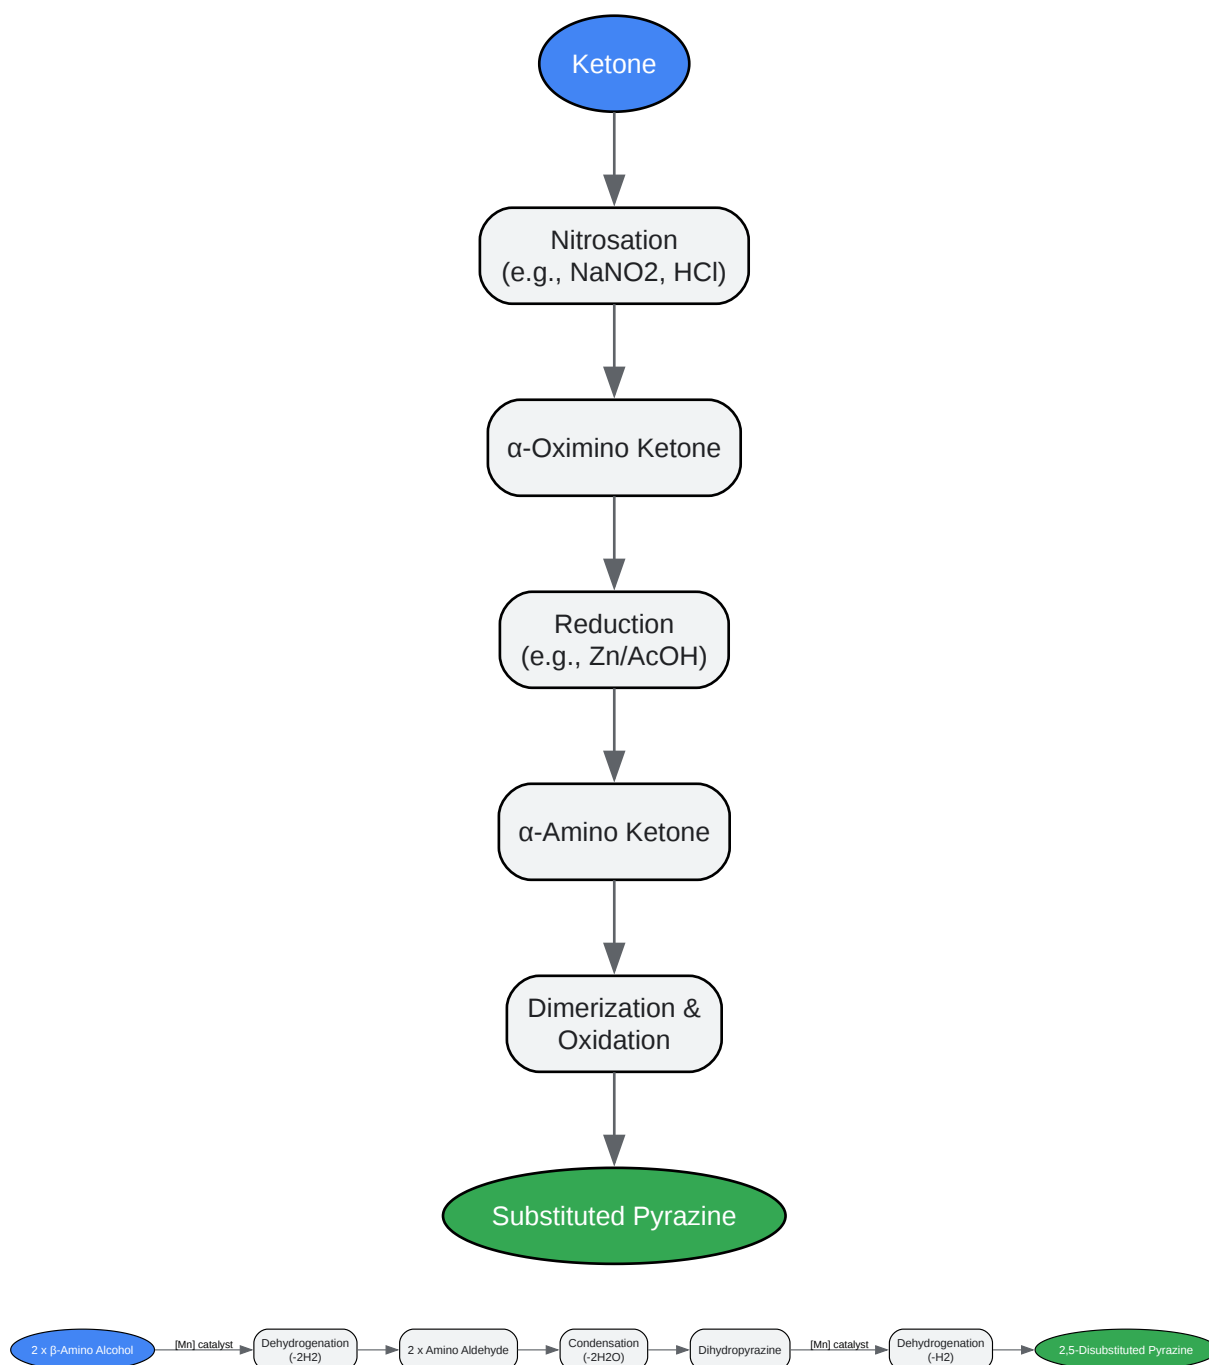 Ketone
Nitrosation
(e.g., NaNO2, HCl)
α-Oximino Ketone
Reduction
(e.g., Zn/AcOH)
α-Amino Ketone
Dimerization &
Oxidation
Substituted Pyrazine
2 x β-Amino Alcohol
[Mn] catalyst
Dehydrogenation
(-2H2)
2 x Amino Aldehyde
Condensation
(-2H2O)
Dihydropyrazine
[Mn] catalyst
Dehydrogenation
(-H2)
2,5-Disubstituted Pyrazine